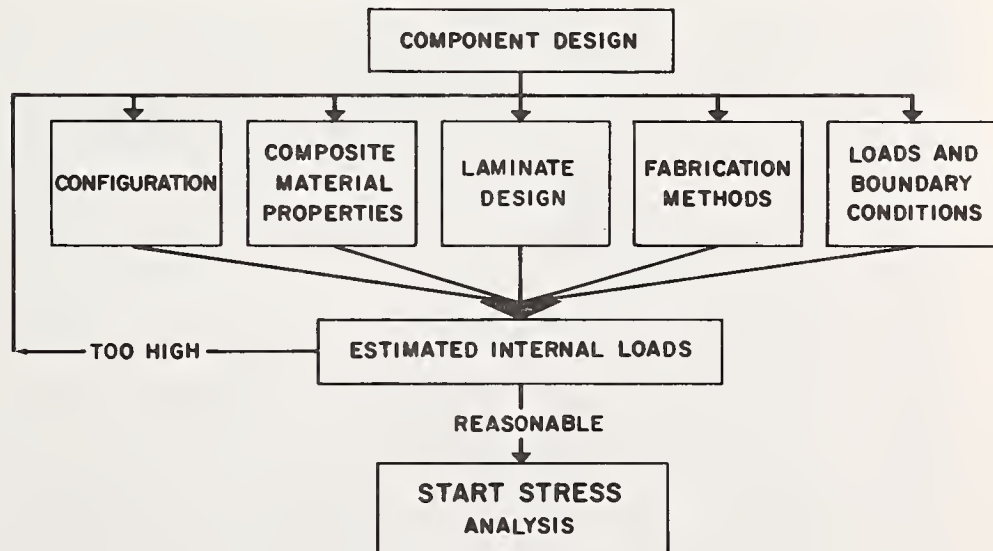 COMPONENT DESIGN
CONFIGURATION
COMPOSITE
MATERIAL
PROPERTIES
LAMINATE
DESIGN
FABRICATION
METHODS
LOADS AND
BOUNDARY
CONDITIONS
TOO HIGH
ESTIMATED INTERNAL LOADS
REASONABLE
START STRESS
ANALYSIS